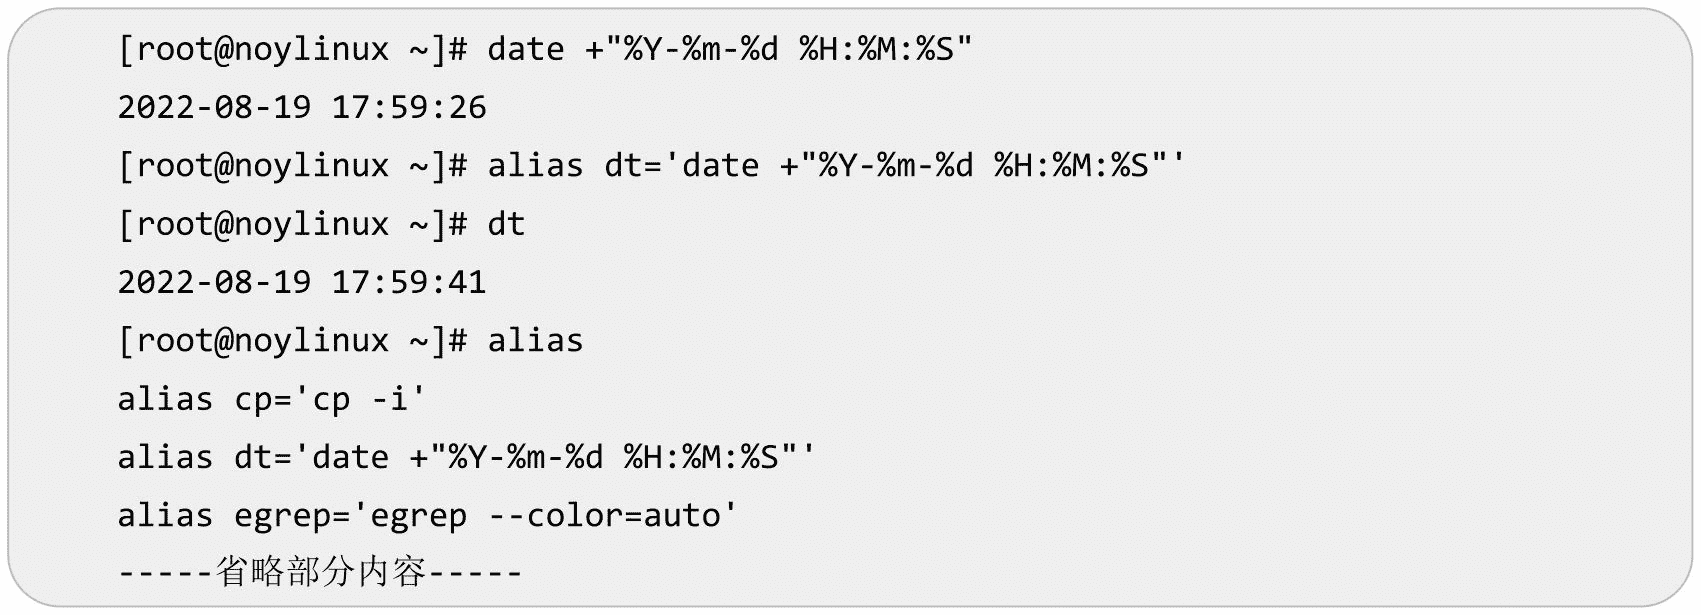 [root@noylinux ~]# date +"%Y-%m-%d %H:%M:%S"
2022-08-19 17:59:26
[root@noylinux ~]# alias dt='date +"%Y-%m-%d %H:%M:%S"'
[root@noylinux ~]# dt
2022-08-19 17:59:41
[root@noylinux ~]# alias
alias cp='cp -i'
alias dt='date +"%Y-%m-%d %H:%M:%S"'
alias egrep='egrep --color=auto'
-----省略部分内容-----